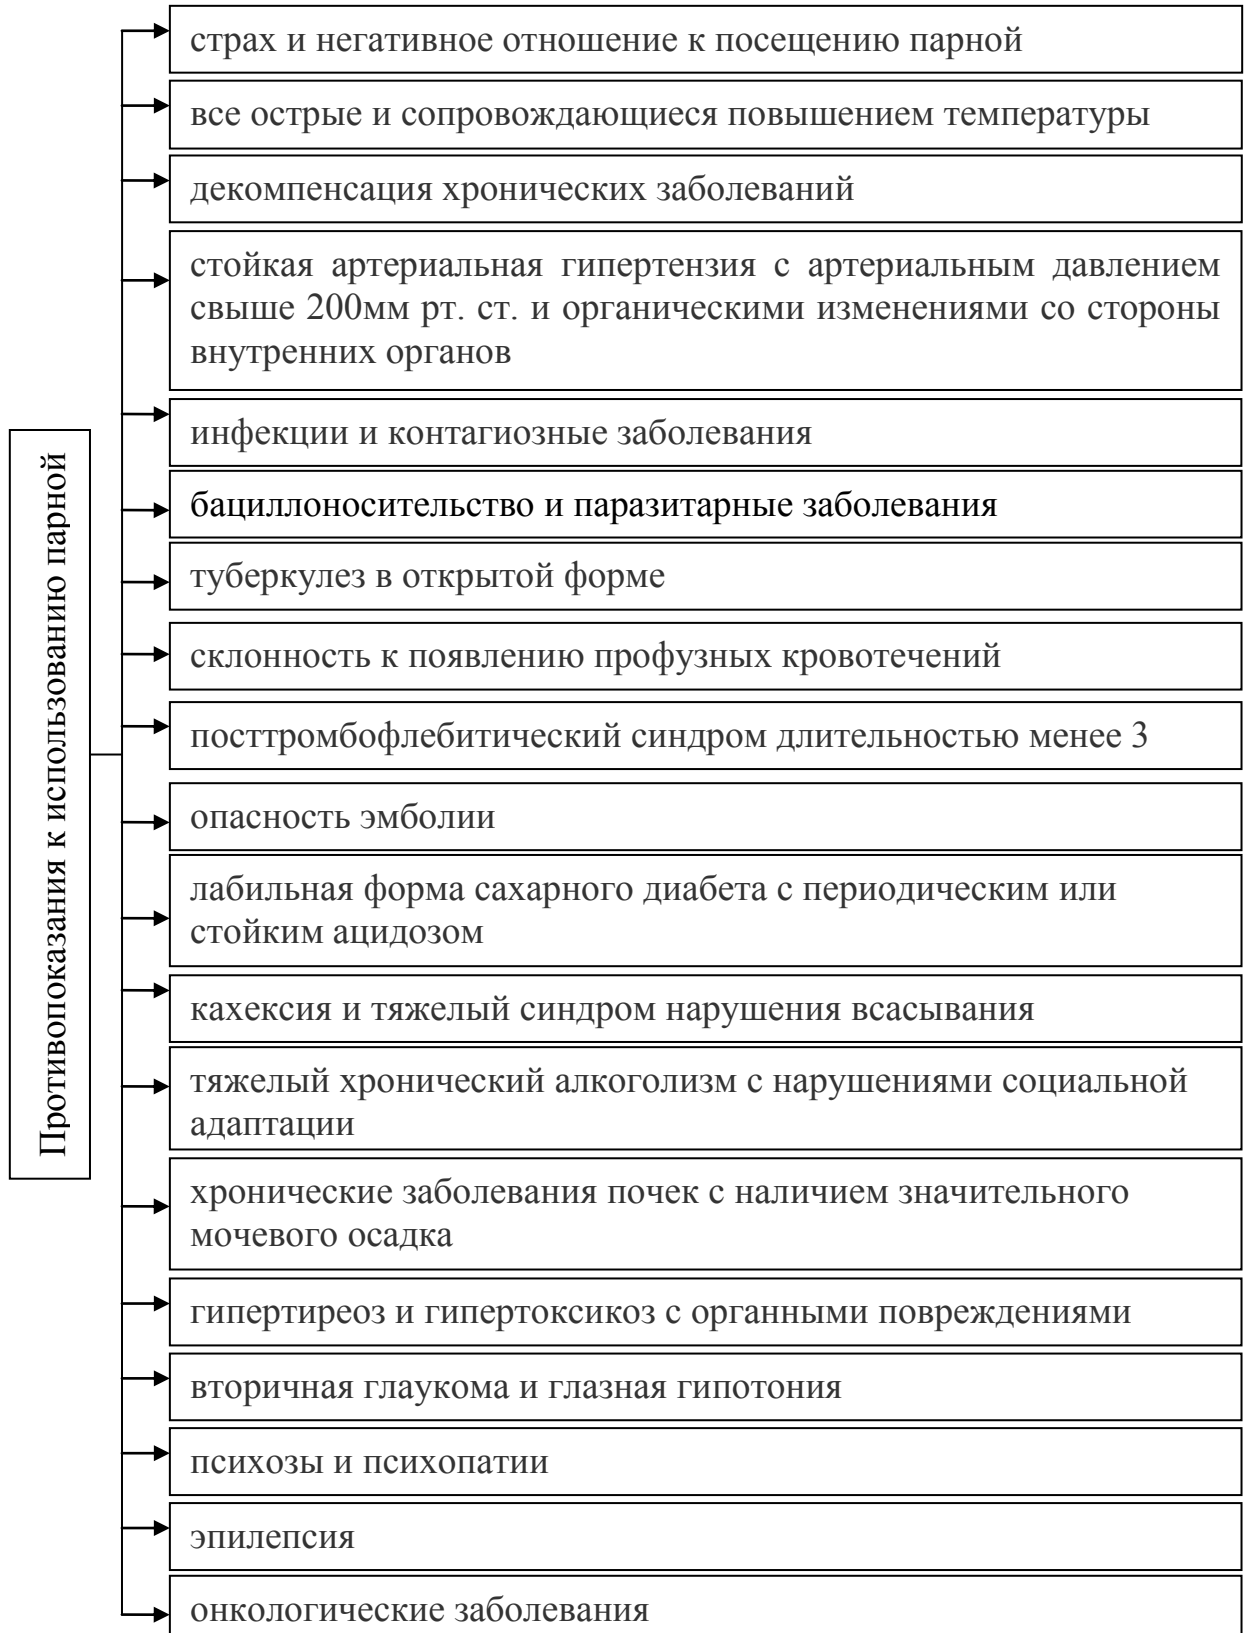 Противопоказания к использованию парной
страх и негативное отношение к посещению парной
все острые и сопровождающиеся повышением температуры
декомпенсация хронических заболеваний
стойкая артериальная гипертензия с артериальным давлением
свыше 200мм рт. ст. и органическими изменениями со стороны
внутренних органов
инфекции и контагиозные заболевания
бациллоносительство и паразитарные заболевания
туберкулез в открытой форме
склонность к появлению профузных кровотечений
посттромбофлебитический синдром длительностью менее 3
опасность эмболии
лабильная форма сахарного диабета с периодическим или
стойким ацидозом
кахексия и тяжелый синдром нарушения всасывания
тяжелый хронический алкоголизм с нарушениями социальной
адаптации
хронические заболевания почек с наличием значительного
мочевого осадка
гипертиреоз и гипертоксикоз с органными повреждениями
вторичная глаукома и глазная гипотония
психозы и психопатии
эпилепсия
онкологические заболевания